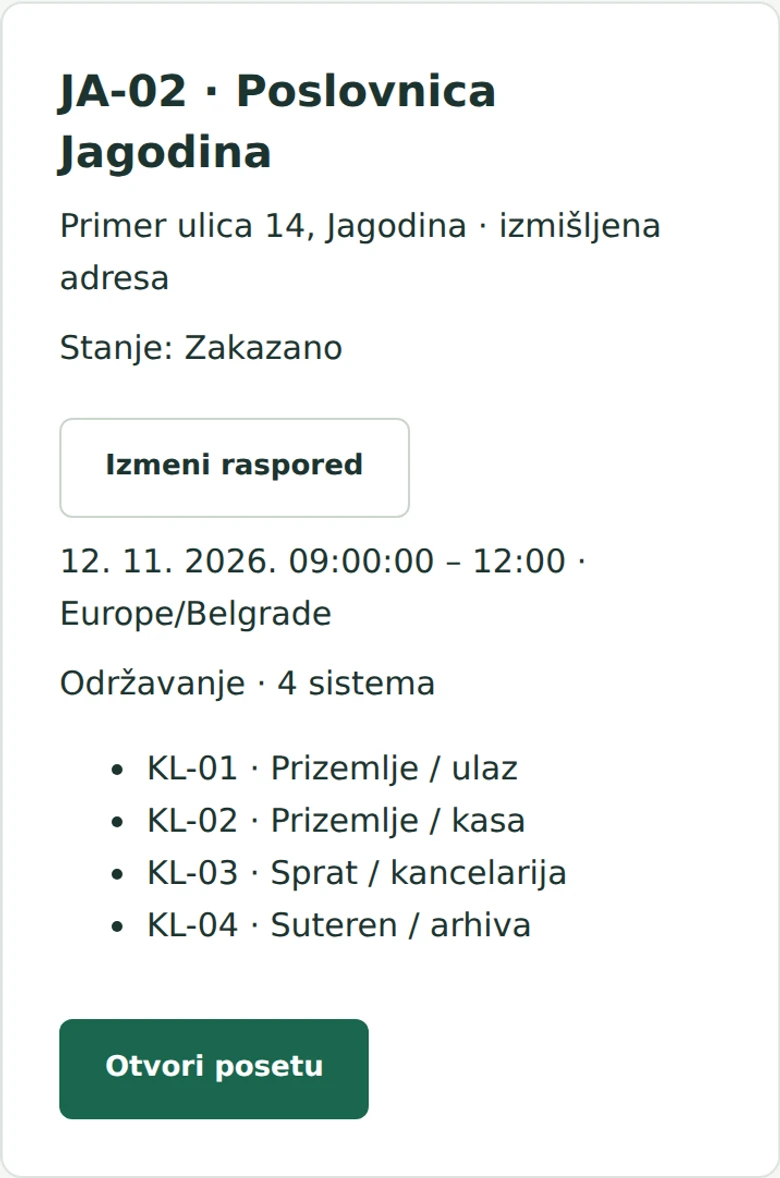 JA-02 · Poslovnica
Jagodina
Primer ulica 14, Jagodina · izmišljena
adresa
Stanje: Zakazano
Izmeni raspored
12. 11. 2026. 09:00:00 – 12:00 ·
Europe/Belgrade
Održavanje · 4 sistema
• KL-01 · Prizemlje / ulaz
• KL-02 · Prizemlje / kasa
• KL-03 · Sprat / kancelarija
• KL-04 · Suteren / arhiva
Otvori posetu